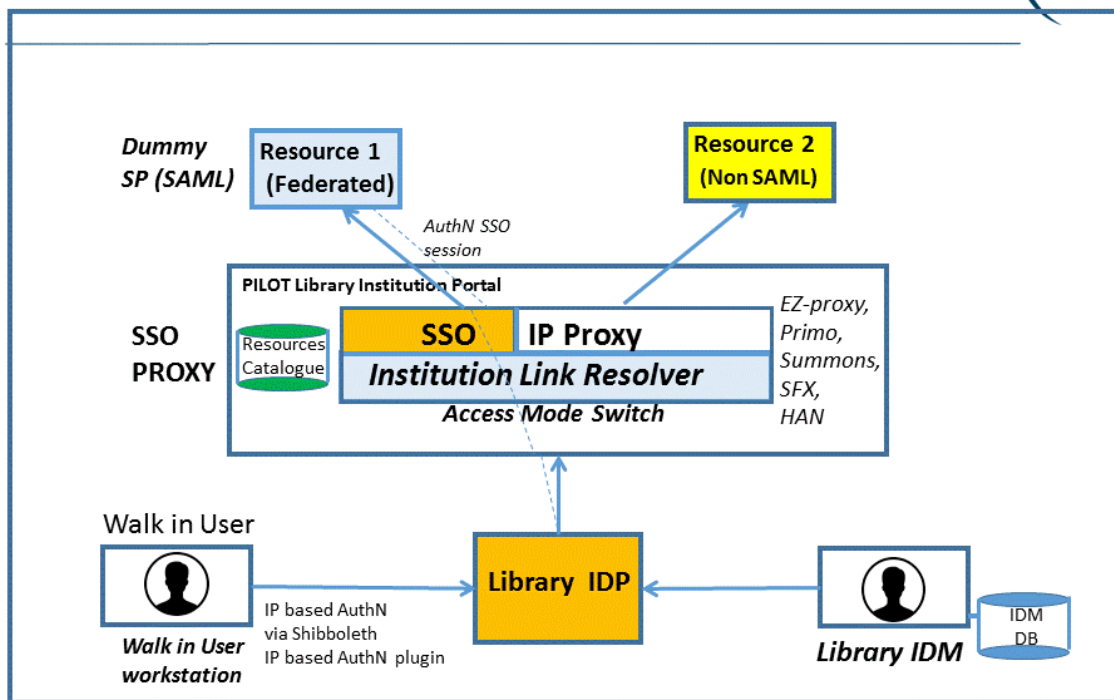 Dummy
SP (SAML)
Resource 1
(Federated)
Resource 2
(Non SAML)
AuthN SSO
session
PILOT Library Institution Portal
SSO
PROXY
Resources
Catalogue
SSO
IP Proxy
Institution Link Resolver
Access Mode Switch
EZ-proxy,
Primo,
Summons,
SFX,
HAN
Walk in User
Walk in User
workstation
IP based AuthN
via Shibboleth
IP based AuthN plugin
Library IDP
Library IDM
IDM
DB